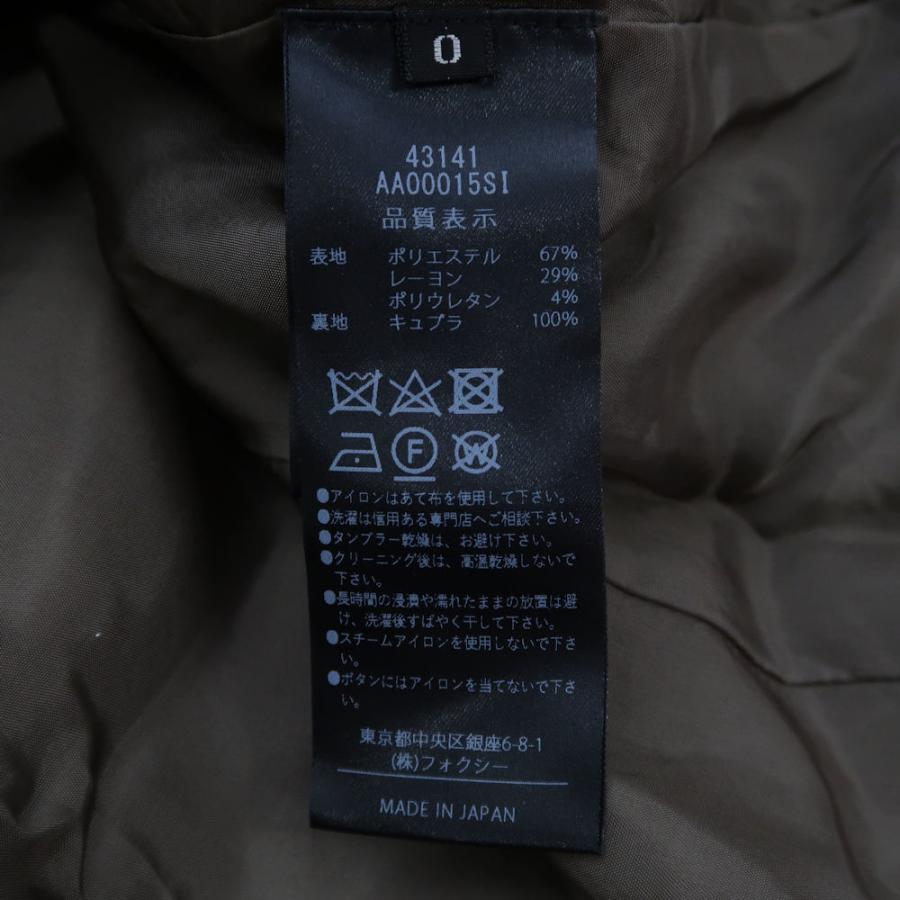 0
43141
AA00015SI
品質表示
表地 ポリエステル 67%
レーヨン 29%
ポリウレタン 4%
裏地 キュプラ 100%
F W
●アイロンはあて布を使用して下さい。
●洗濯は信用ある専門店へご相談下さい。
●タンブラー乾燥は、お避け下さい。
●クリーニング後は、高温乾燥しないで
下さい。
●長時間の浸漬や濡れたままの放置は避
け、洗濯後すばやく干して下さい。
●スチームアイロンを使用しないで下さ
い。
●ボタンにはアイロンを当てないで下さ
い。
東京都中央区銀座6-8-1
(株)フォクシー
MADE IN JAPAN